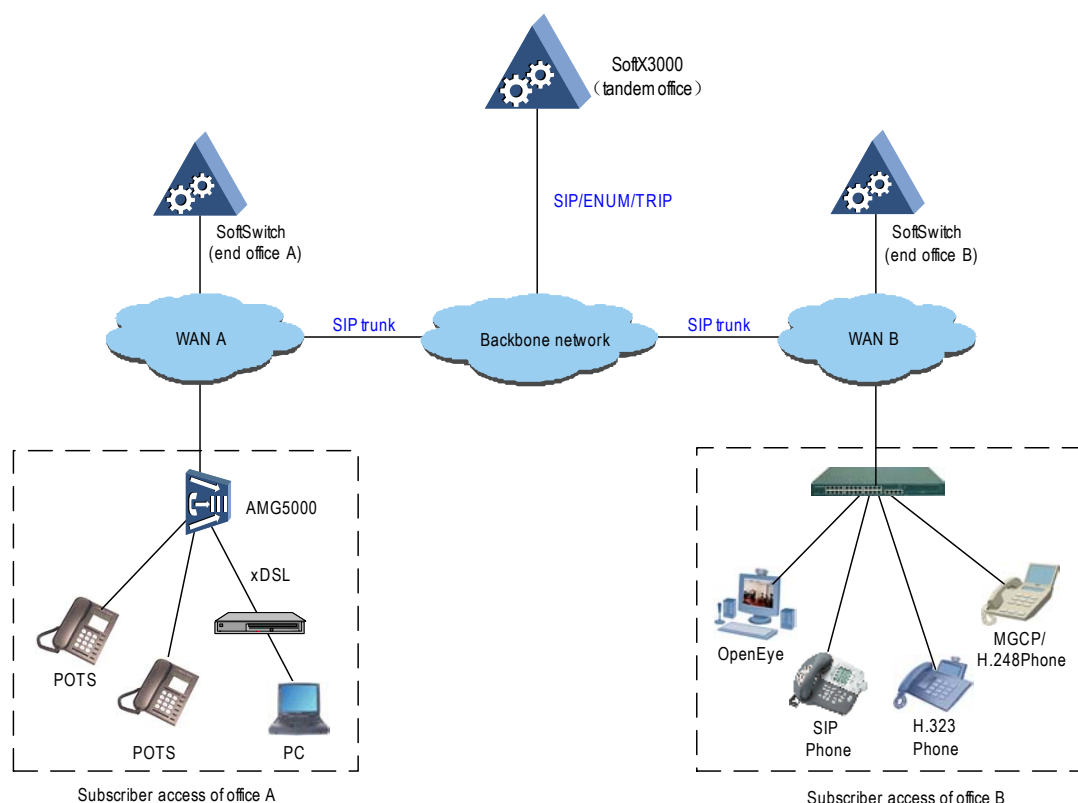 SoftX3000
（tandem office）
SoftSwitch
(end office A)
SIP/ENUM/TRIP
SoftSwitch
(end office B)
WAN A
SIP trunk
Backbone network
SIP trunk
WAN B
AMG5000
xDSL
POTS
POTS
PC
OpenEye
SIP
Phone
H.323
Phone
MGCP/
H.248Phone
Subscriber access of office A
Subscriber access of office B